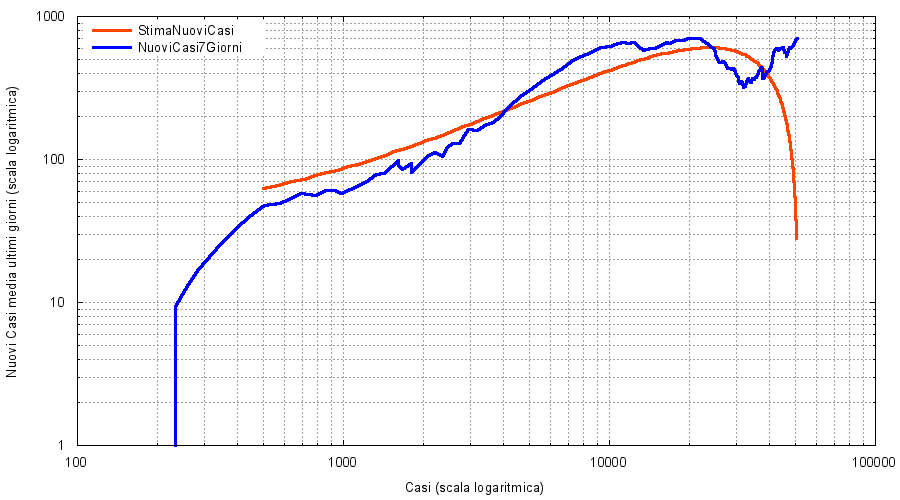 1000
StimaNuoviCasi
NuoviCasi7Giorni
100
10
1
100
1000
10000
100000
Nuovi Casi media ultimi giorni (scala logaritmica)
Casi (scala logaritmica)